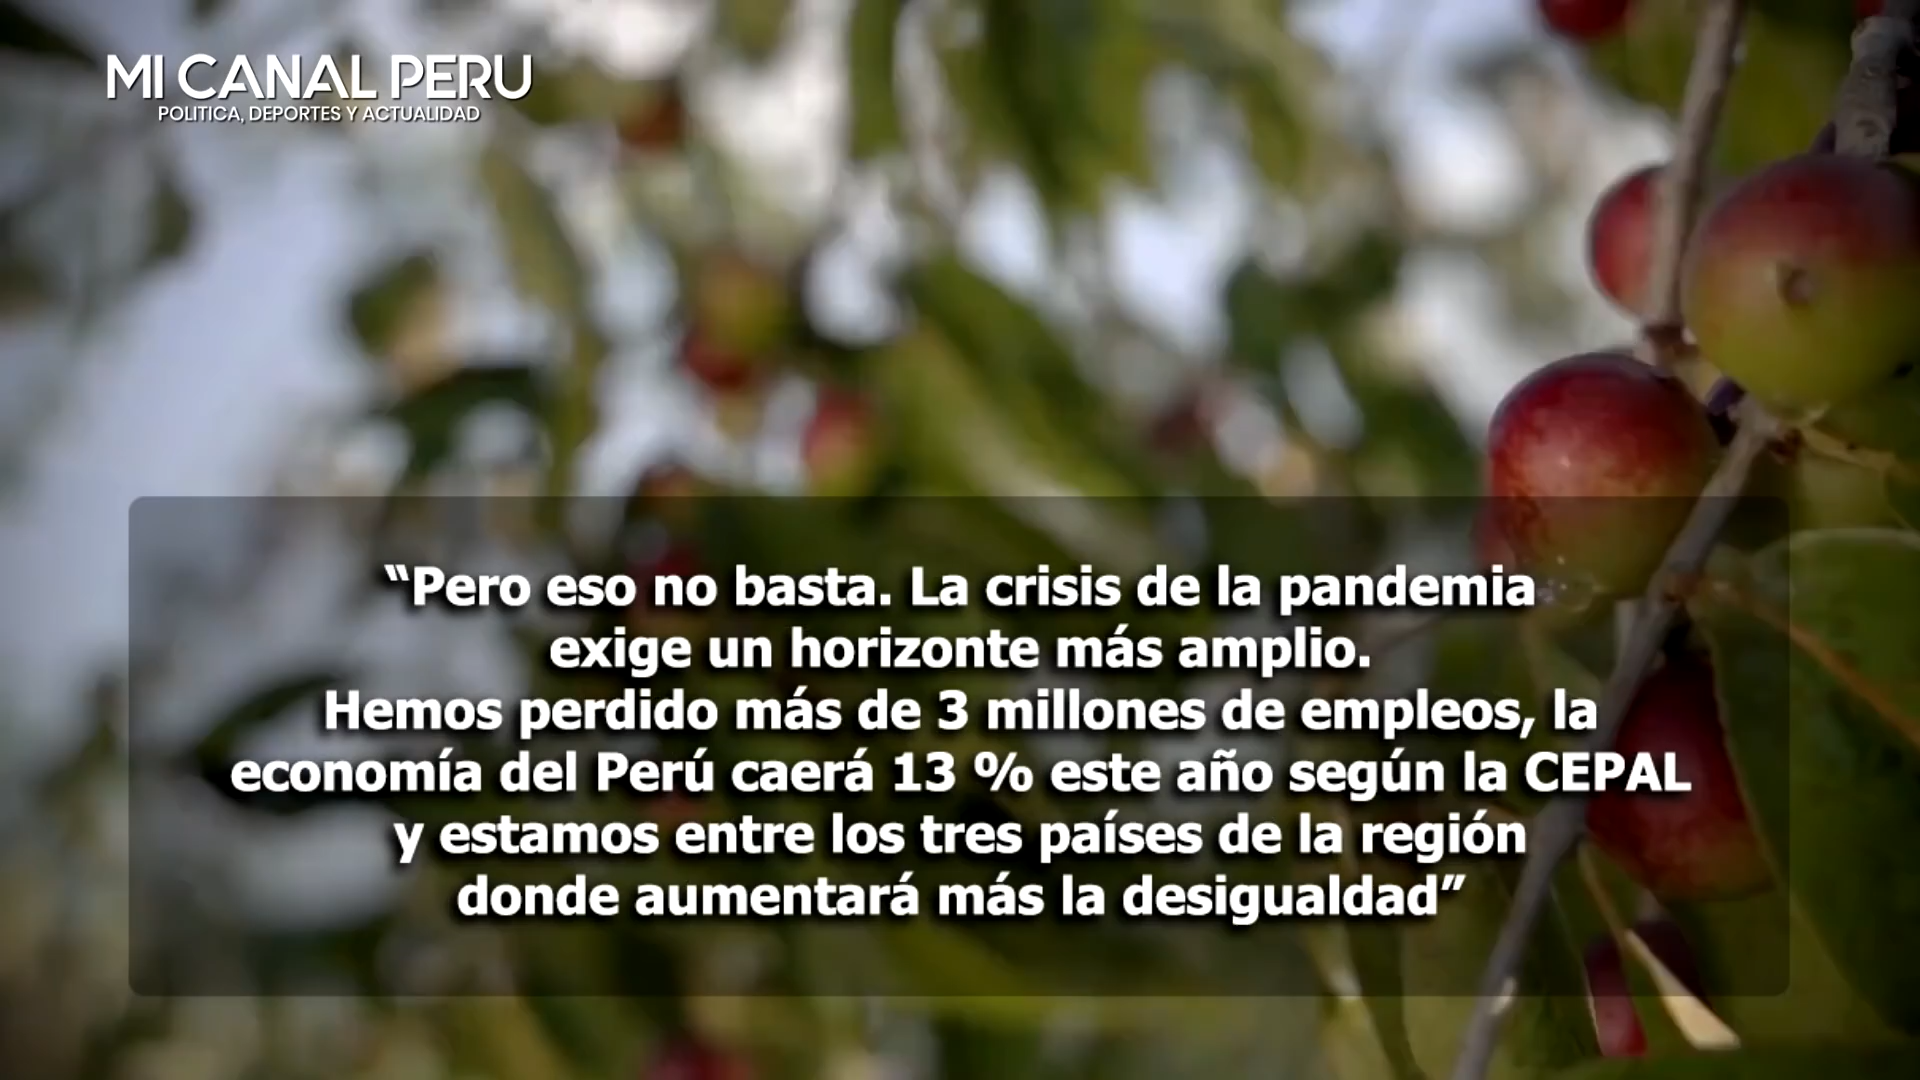 MI CANAL PERU
POLITICA, DEPORTES Y ACTUALIDAD
“Pero eso no basta. La crisis de la pandemia
exige un horizonte más amplio.
Hemos perdido más de 3 millones de empleos, la
economía del Perú caerá 13 % este año según la CEPAL
y estamos entre los tres países de la región
donde aumentará más la desigualdad”